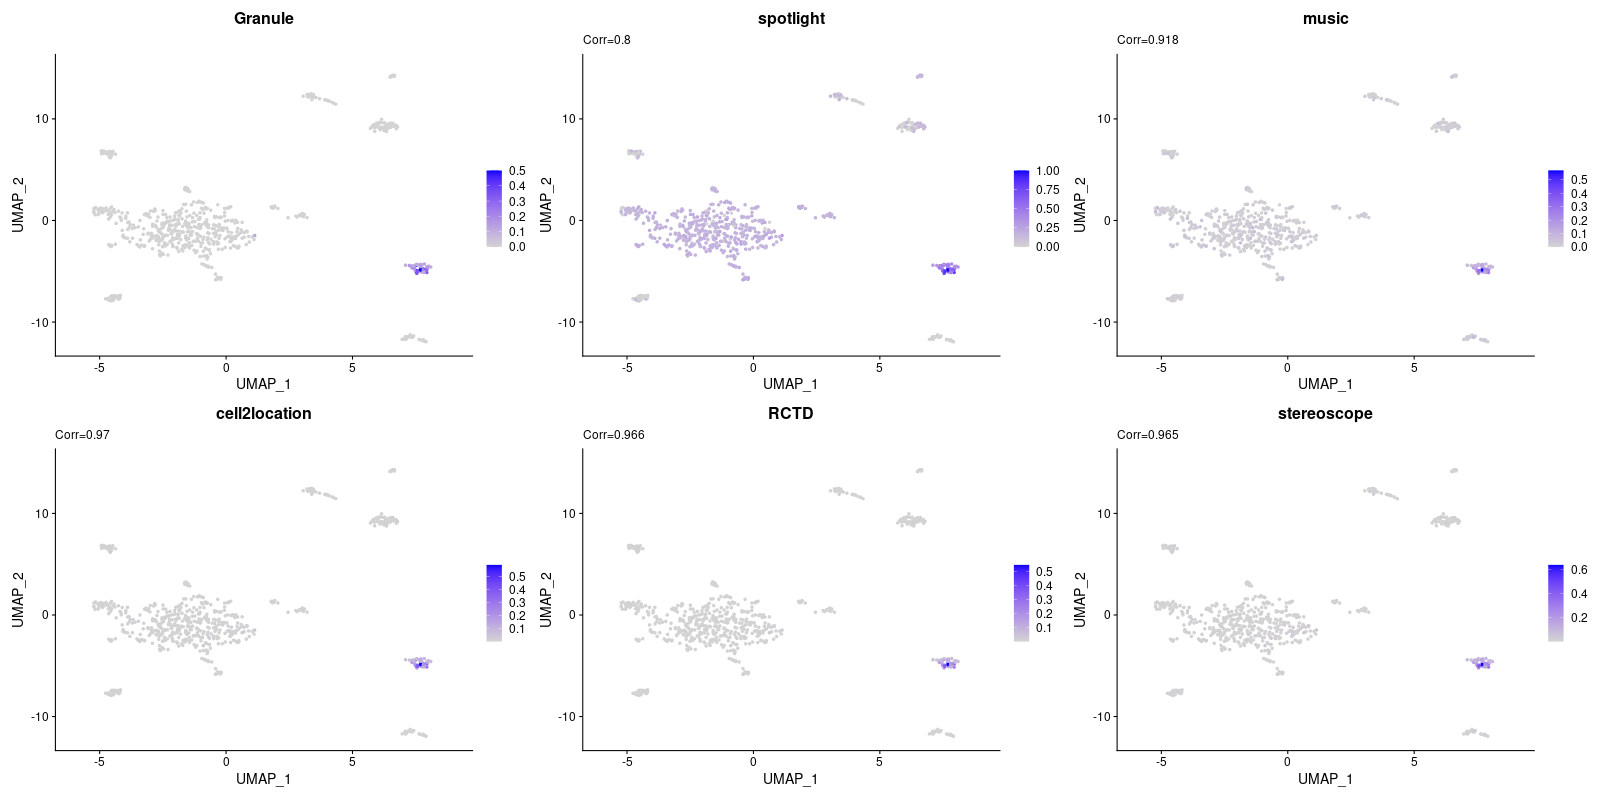 Granule
spotlight
music
Corr=0.8
Corr=0.918
UMAP_2
10
0
-10
-5
0
5
UMAP_1
0.5
0.4
0.3
0.2
0.1
0.0
UMAP_2
10
0
-10
-5
0
5
UMAP_1
1.00
0.75
0.50
0.25
0.00
UMAP_2
10
0
-10
-5
0
5
UMAP_1
0.5
0.4
0.3
0.2
0.1
0.0
cell2location
RCTD
stereoscope
Corr=0.97
Corr=0.966
Corr=0.965
UMAP_2
10
0
-10
-5
0
5
UMAP_1
0.5
0.4
0.3
0.2
0.1
UMAP_2
10
0
-10
-5
0
5
UMAP_1
0.5
0.4
0.3
0.2
0.1
UMAP_2
10
0
-10
-5
0
5
UMAP_1
0.6
0.4
0.2